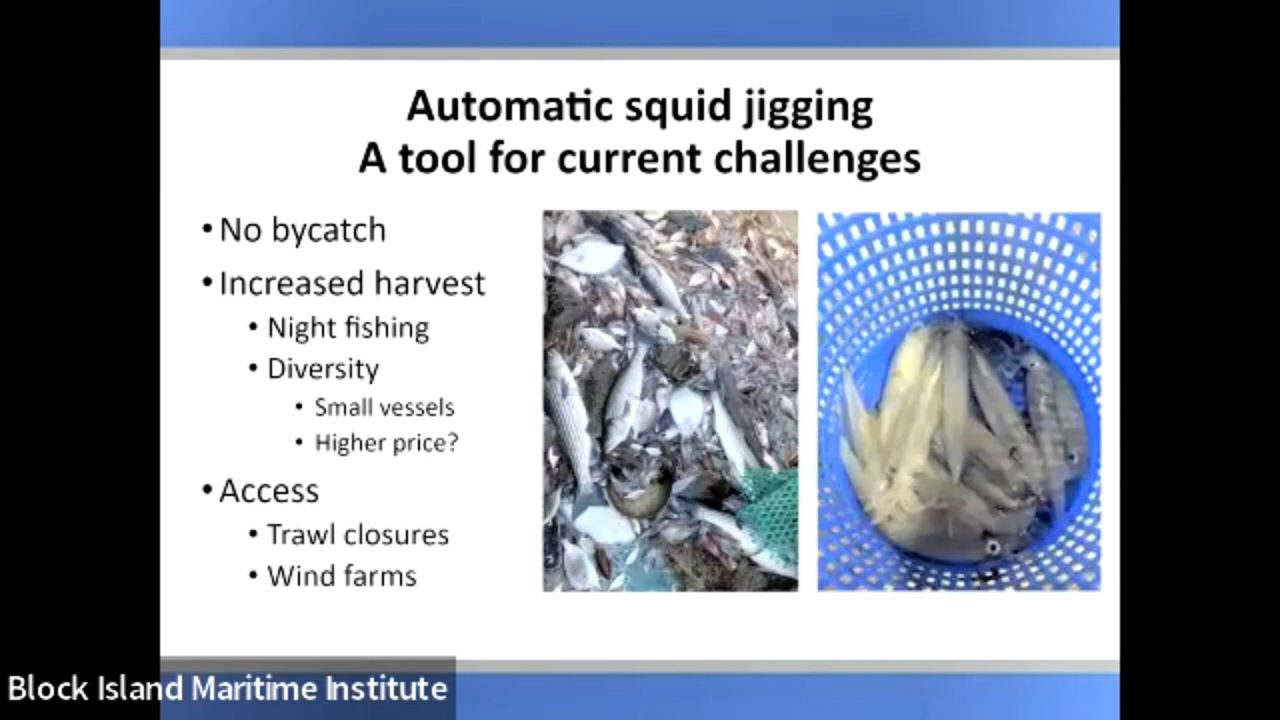 Automatic squid jigging
A tool for current challenges
• No bycatch
• Increased harvest
• Night fishing
• Diversity
• Small vessels
• Higher price?
• Access
• Trawl closures
• Wind farms
Block Island Maritime Institute